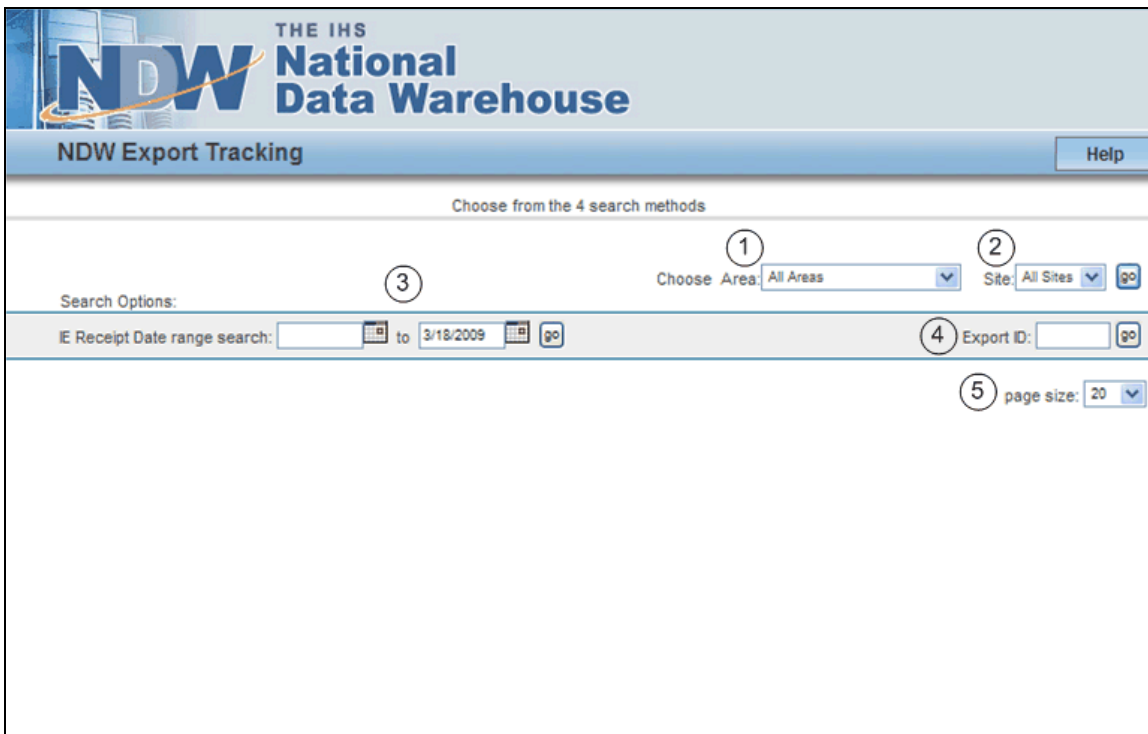 THE IHS
NDW National
Data Warehouse
NDW Export Tracking Help
Choose from the 4 search methods
1 2
Choose Area: All Areas Site: All Sites go
3
Search Options:
IE Receipt Date range search: to 3/18/2009 go 4 Export ID: go
5 page size: 20